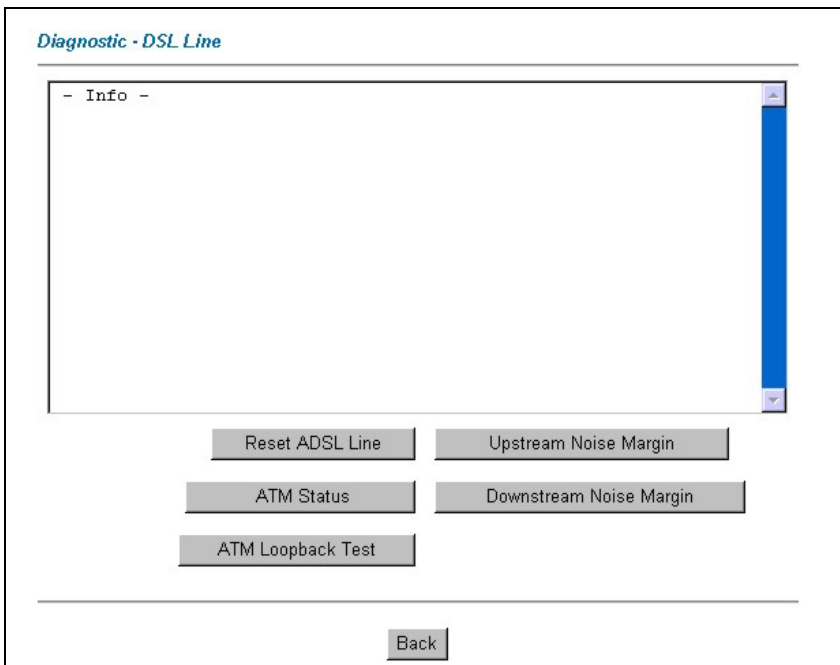 Diagnostic - DSL Line
- Info -
Reset ADSL Line
Upstream Noise Margin
ATM Status
Downstream Noise Margin
ATM Loopback Test
Back